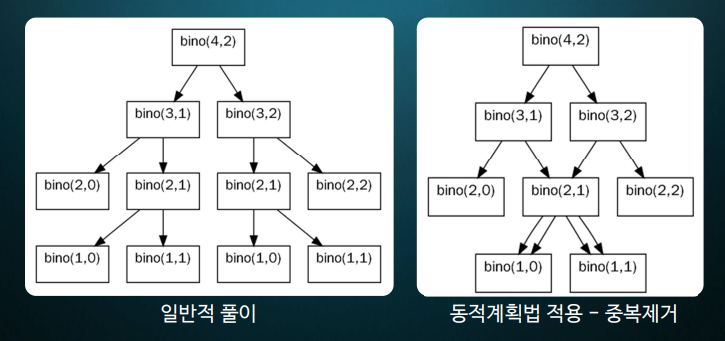 bino(4,2)
bino(3,1) bino(3,2)
bino(2,0) bino(2,1) bino(2,1) bino(2,2)
bino(1,0) bino(1,1) bino(1,0) bino(1,1)
일반적 풀이
bino(4,2)
bino(3,1) bino(3,2)
bino(2,0) bino(2,1) bino(2,2)
bino(1,0) bino(1,1)
동적계획법 적용 - 중복제거